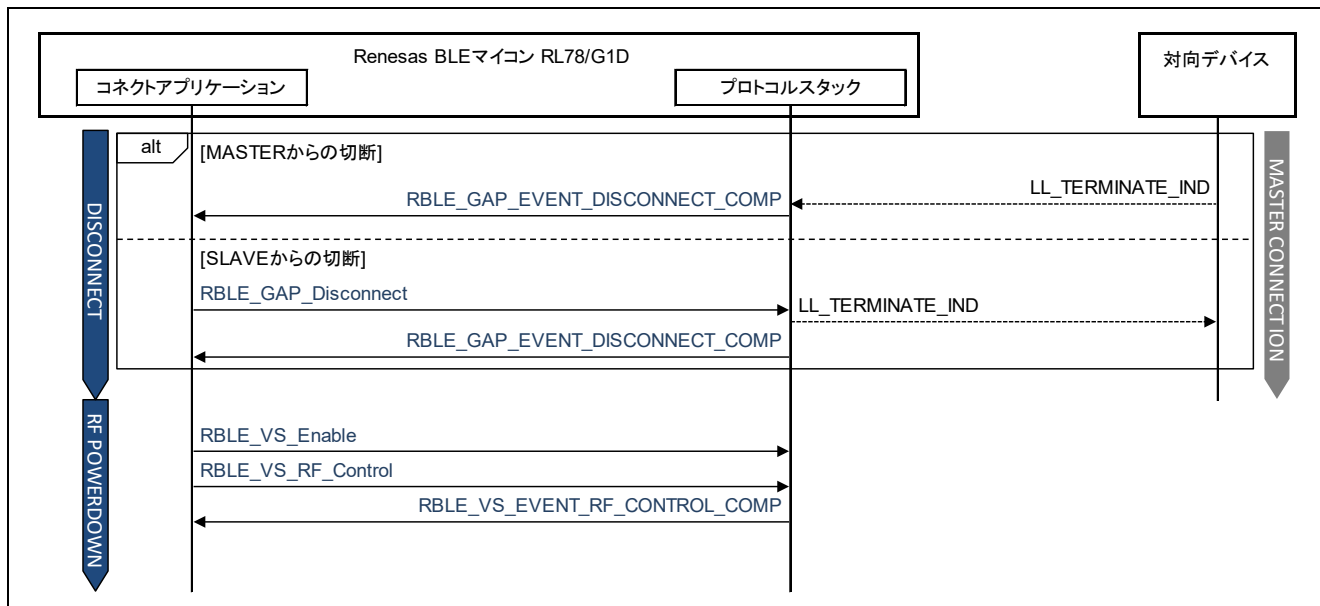 Renesas BLEマイコン RL78/G1D
対向デバイス
コネクトアプリケーション
プロトコルスタック
alt
[MASTERからの切断]
LL_TERMINATE_IND
RBLE_GAP_EVENT_DISCONNECT_COMP
DISCONNECT
MASTER CONNECTION
[SLAVEからの切断]
RBLE_GAP_Disconnect
LL_TERMINATE_IND
RBLE_GAP_EVENT_DISCONNECT_COMP
RF POWERDOWN
RBLE_VS_Enable
RBLE_VS_RF_Control
RBLE_VS_EVENT_RF_CONTROL_COMP